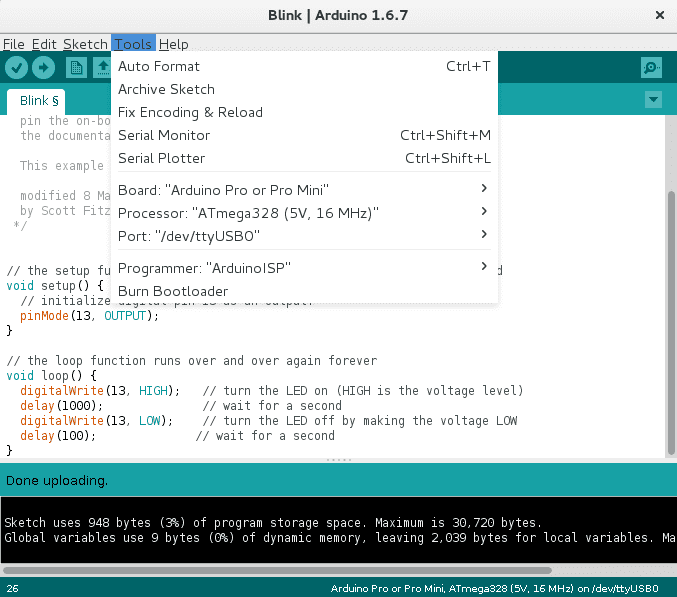 Blink | Arduino 1.6.7
File Edit Sketch Tools Help
Blink §
Auto Format Ctrl+T
Archive Sketch
Fix Encoding & Reload
Serial Monitor Ctrl+Shift+M
Serial Plotter Ctrl+Shift+L
Board: "Arduino Pro or Pro Mini"
Processor: "ATmega328 (5V, 16 MHz)"
Port: "/dev/ttyUSB0"
Programmer: "ArduinoISP"
Burn Bootloader
pin the on-bo
the documenta
This example
modified 8 Ma
by Scott Fitz
*/
// the setup fu
void setup() {
// initialize digital pin 13 as an output.
pinMode(13, OUTPUT);
}
// the loop function runs over and over again forever
void loop() {
digitalWrite(13, HIGH); // turn the LED on (HIGH is the voltage level)
delay(1000); // wait for a second
digitalWrite(13, LOW); // turn the LED off by making the voltage LOW
delay(100); // wait for a second
}
Done uploading.
Sketch uses 948 bytes (3%) of program storage space. Maximum is 30,720 bytes.
Global variables use 9 bytes (0%) of dynamic memory, leaving 2,039 bytes for local variables. Ma
26 Arduino Pro or Pro Mini, ATmega328 (5V, 16 MHz) on /dev/ttyUSB0